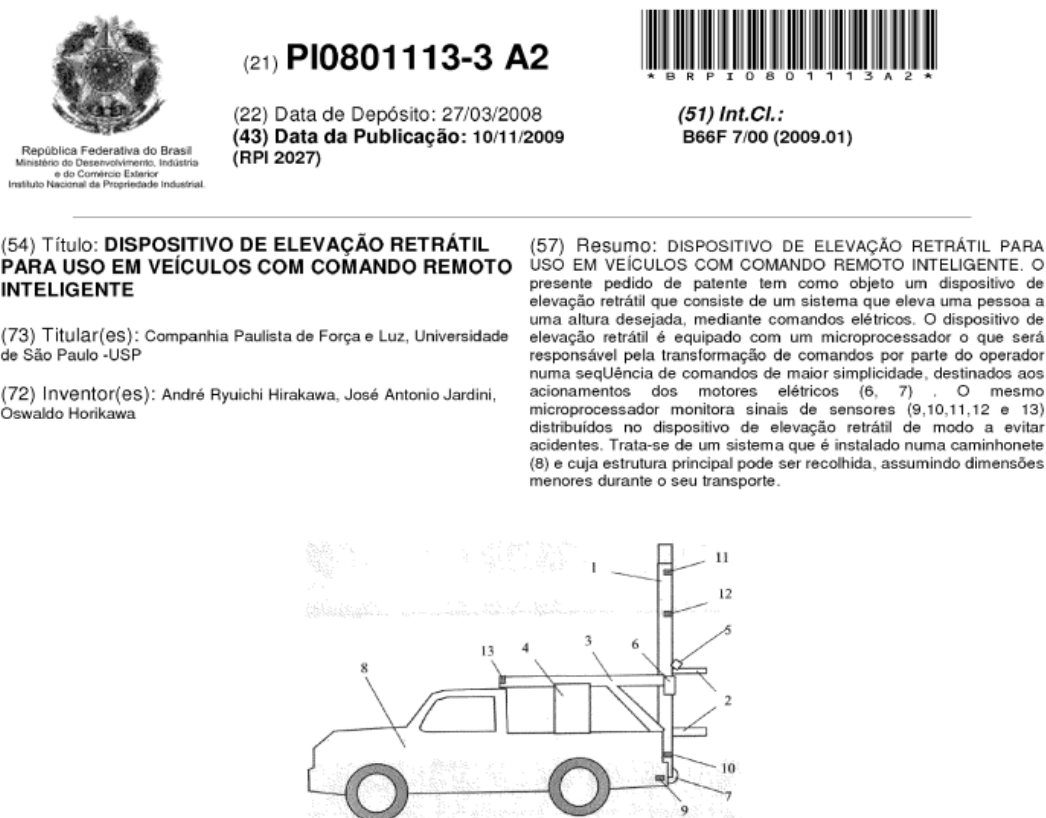 (21) PI0801113-3 A2
*BRPI0801113A2*
(22) Data de Depósito: 27/03/2008
(43) Data da Publicação: 10/11/2009
(RPI 2027)
(51) Int.Cl.:
B66F 7/00 (2009.01)
República Federativa do Brasil
Ministério do Desenvolvimento, Indústria
e do Comércio Exterior
Instituto Nacional da Propriedade Industrial.
(54) Título: DISPOSITIVO DE ELEVAÇÃO RETRÁTIL
PARA USO EM VEÍCULOS COM COMANDO REMOTO
INTELIGENTE
(73) Titular(es): Companhia Paulista de Força e Luz, Universidade
de São Paulo -USP
(72) Inventor(es): André Ryuichi Hirakawa, José Antonio Jardini,
Oswaldo Horikawa
(57) Resumo: DISPOSITIVO DE ELEVAÇÃO RETRÁTIL PARA
USO EM VEÍCULOS COM COMANDO REMOTO INTELIGENTE. O
presente pedido de patente tem como objeto um dispositivo de
elevação retrátil que consiste de um sistema que eleva uma pessoa a
uma altura desejada, mediante comandos elétricos. O dispositivo de
elevação retrátil é equipado com um microprocessador o que será
responsável pela transformação de comandos por parte do operador
numa seqUência de comandos de maior simplicidade, destinados aos
acionamentos dos motores elétricos (6, 7) . O mesmo
microprocessador monitora sinais de sensores (9,10,11,12 e 13)
distribuídos no dispositivo de elevação retrátil de modo a evitar
acidentes. Trata-se de um sistema que é instalado numa caminhonete
(8) e cuja estrutura principal pode ser recolhida, assumindo dimensões
menores durante o seu transporte.
11
1
12
5
3
6
13
4
8
2
10
7
9